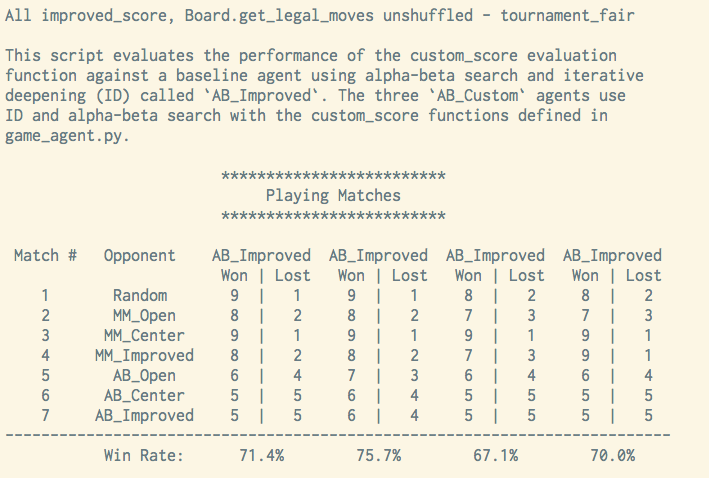 All improved_score, Board.get_legal_moves unshuffled - tournament_fair
This script evaluates the performance of the custom_score evaluation
function against a baseline agent using alpha-beta search and iterative
deepening (ID) called `AB_Improved`. The three `AB_Custom` agents use
ID and alpha-beta search with the custom_score functions defined in
game_agent.py.
*************************
Playing Matches
*************************
Match # Opponent AB_Improved AB_Improved AB_Improved AB_Improved
Won | Lost Won | Lost Won | Lost Won | Lost
1 Random 9 | 1 9 | 1 8 | 2 8 | 2
2 MM_Open 8 | 2 8 | 2 7 | 3 7 | 3
3 MM_Center 9 | 1 9 | 1 9 | 1 9 | 1
4 MM_Improved 8 | 2 8 | 2 7 | 3 9 | 1
5 AB_Open 6 | 4 7 | 3 6 | 4 6 | 4
6 AB_Center 5 | 5 6 | 4 5 | 5 5 | 5
7 AB_Improved 5 | 5 6 | 4 5 | 5 5 | 5
--------------------------------------------------------------------------
Win Rate: 71.4% 75.7% 67.1% 70.0%